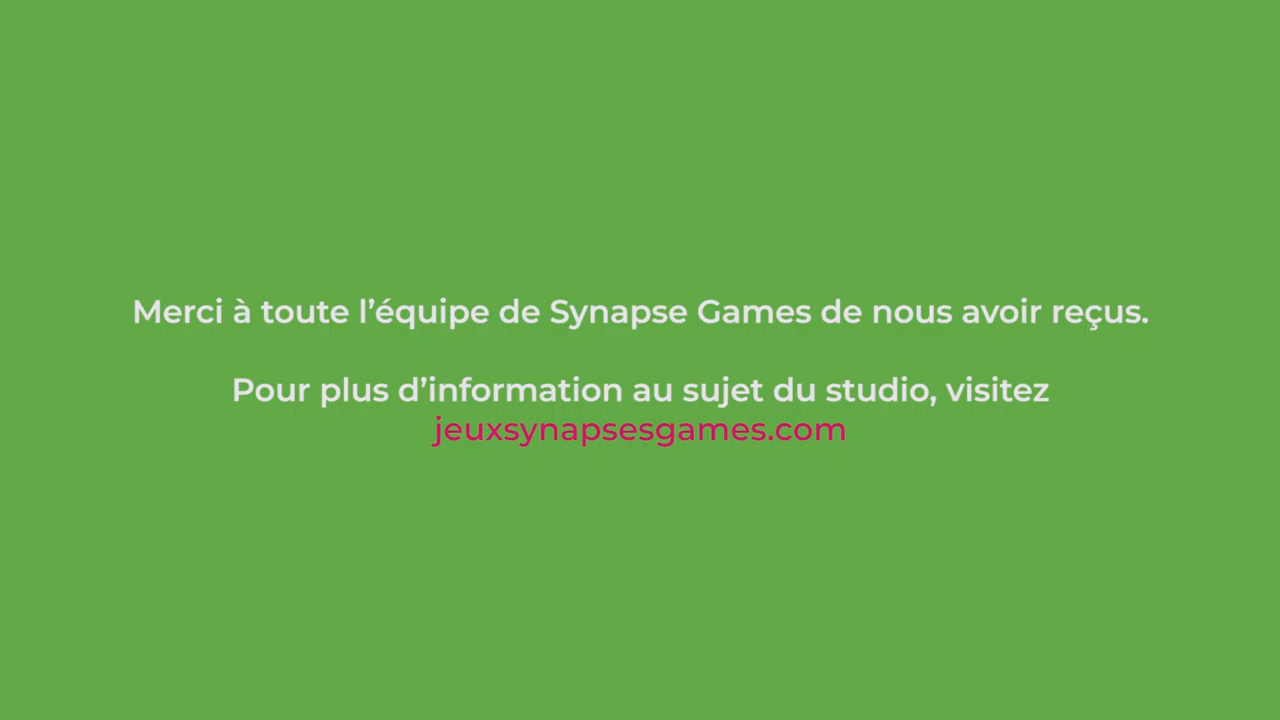 Merci à toute l’équipe de Synapse Games de nous avoir reçus.
Pour plus d’information au sujet du studio, visitez
jeuxsynapsesgames.com